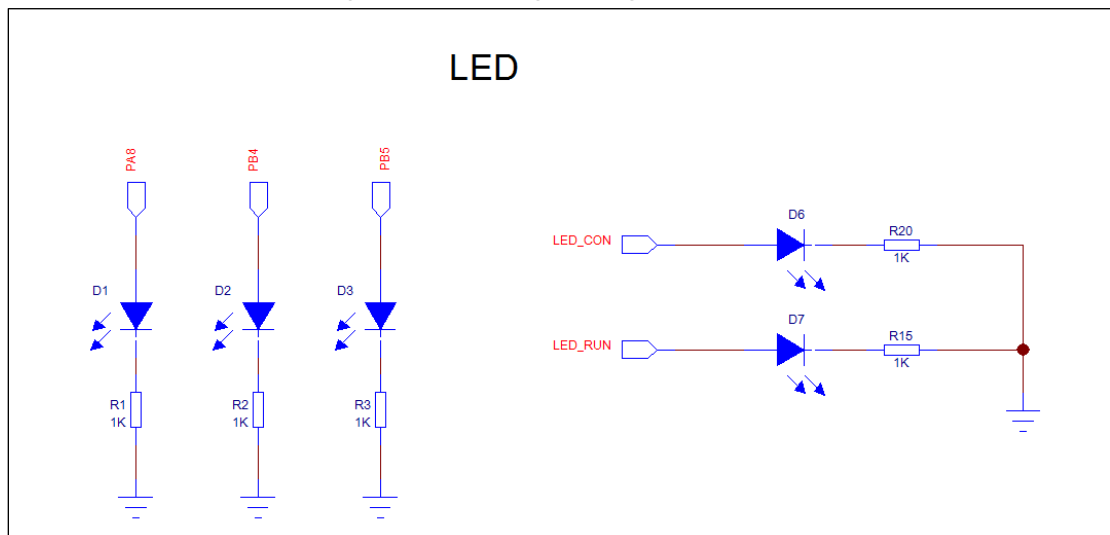 LED
PA8
PB4
PB5
D1
D2
D3
R1
1K
R2
1K
R3
1K
LED_CON
D6
R20
1K
LED_RUN
D7
R15
1K